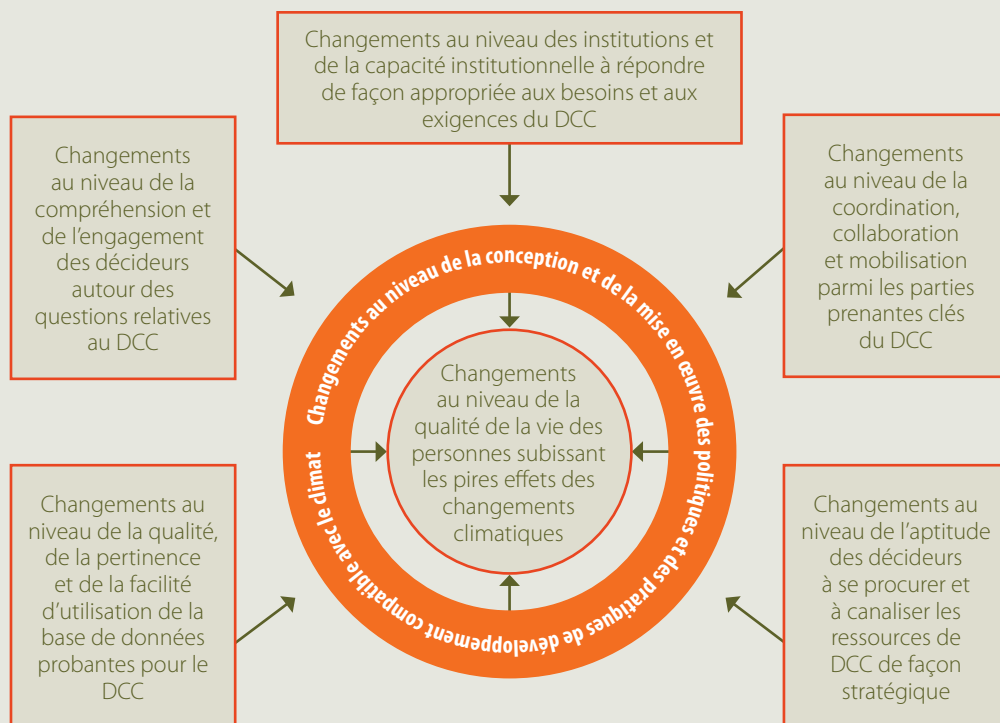 Changements au niveau des institutions et
de la capacité institutionnelle à répondre
de façon appropriée aux besoins et aux
exigences du DCC
Changements
au niveau de la
compréhension et
de l'engagement
des décideurs
autour des
questions relatives
au DCC
Changements
au niveau de la
coordination,
collaboration
et mobilisation
parmi les parties
prenantes clés
du DCC
Changements au niveau de la conception et de la mise en œuvre des politiques et des pratiques de développement compatible avec le climat
Changements
au niveau de la
qualité de la vie des
personnes subissant
les pires effets des
changements
climatiques
Changements au
niveau de la qualité,
de la pertinence
et de la facilité
d'utilisation de la
base de données
probantes pour le
DCC
Changements au
niveau de l'aptitude
des décideurs
à se procurer et
à canaliser les
ressources de
DCC de façon
stratégique